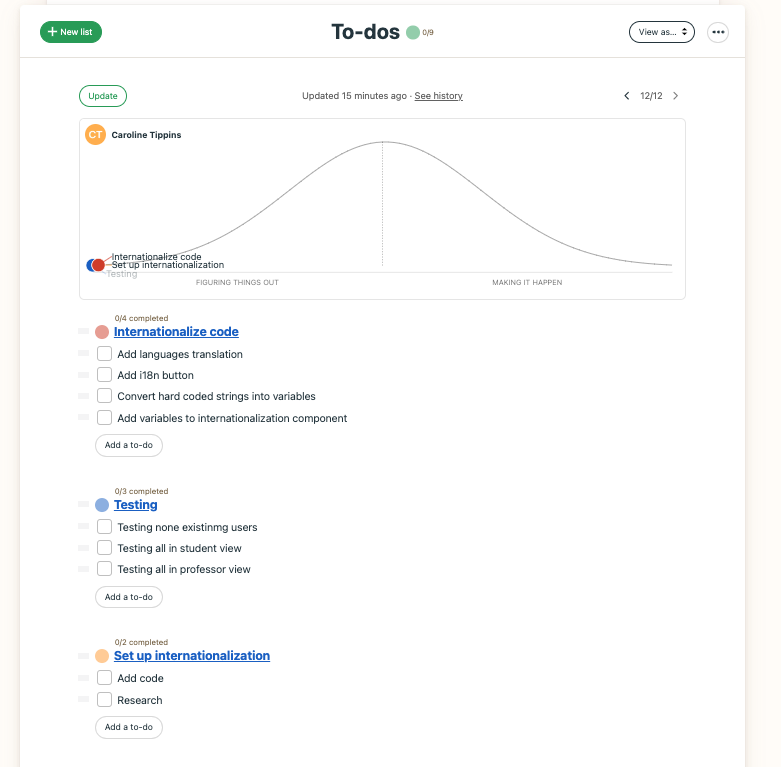 + New list
To-dos
0/9
View as...
Update
Updated 15 minutes ago · See history
12/12
CT
Caroline Tippins
Internationalize code
Set up internationalization
Testing
FIGURING THINGS OUT
MAKING IT HAPPEN
0/4 completed
Internationalize code
Add languages translation
Add i18n button
Convert hard coded strings into variables
Add variables to internationalization component
Add a to-do
0/3 completed
Testing
Testing none existinmg users
Testing all in student view
Testing all in professor view
Add a to-do
0/2 completed
Set up internationalization
Add code
Research
Add a to-do